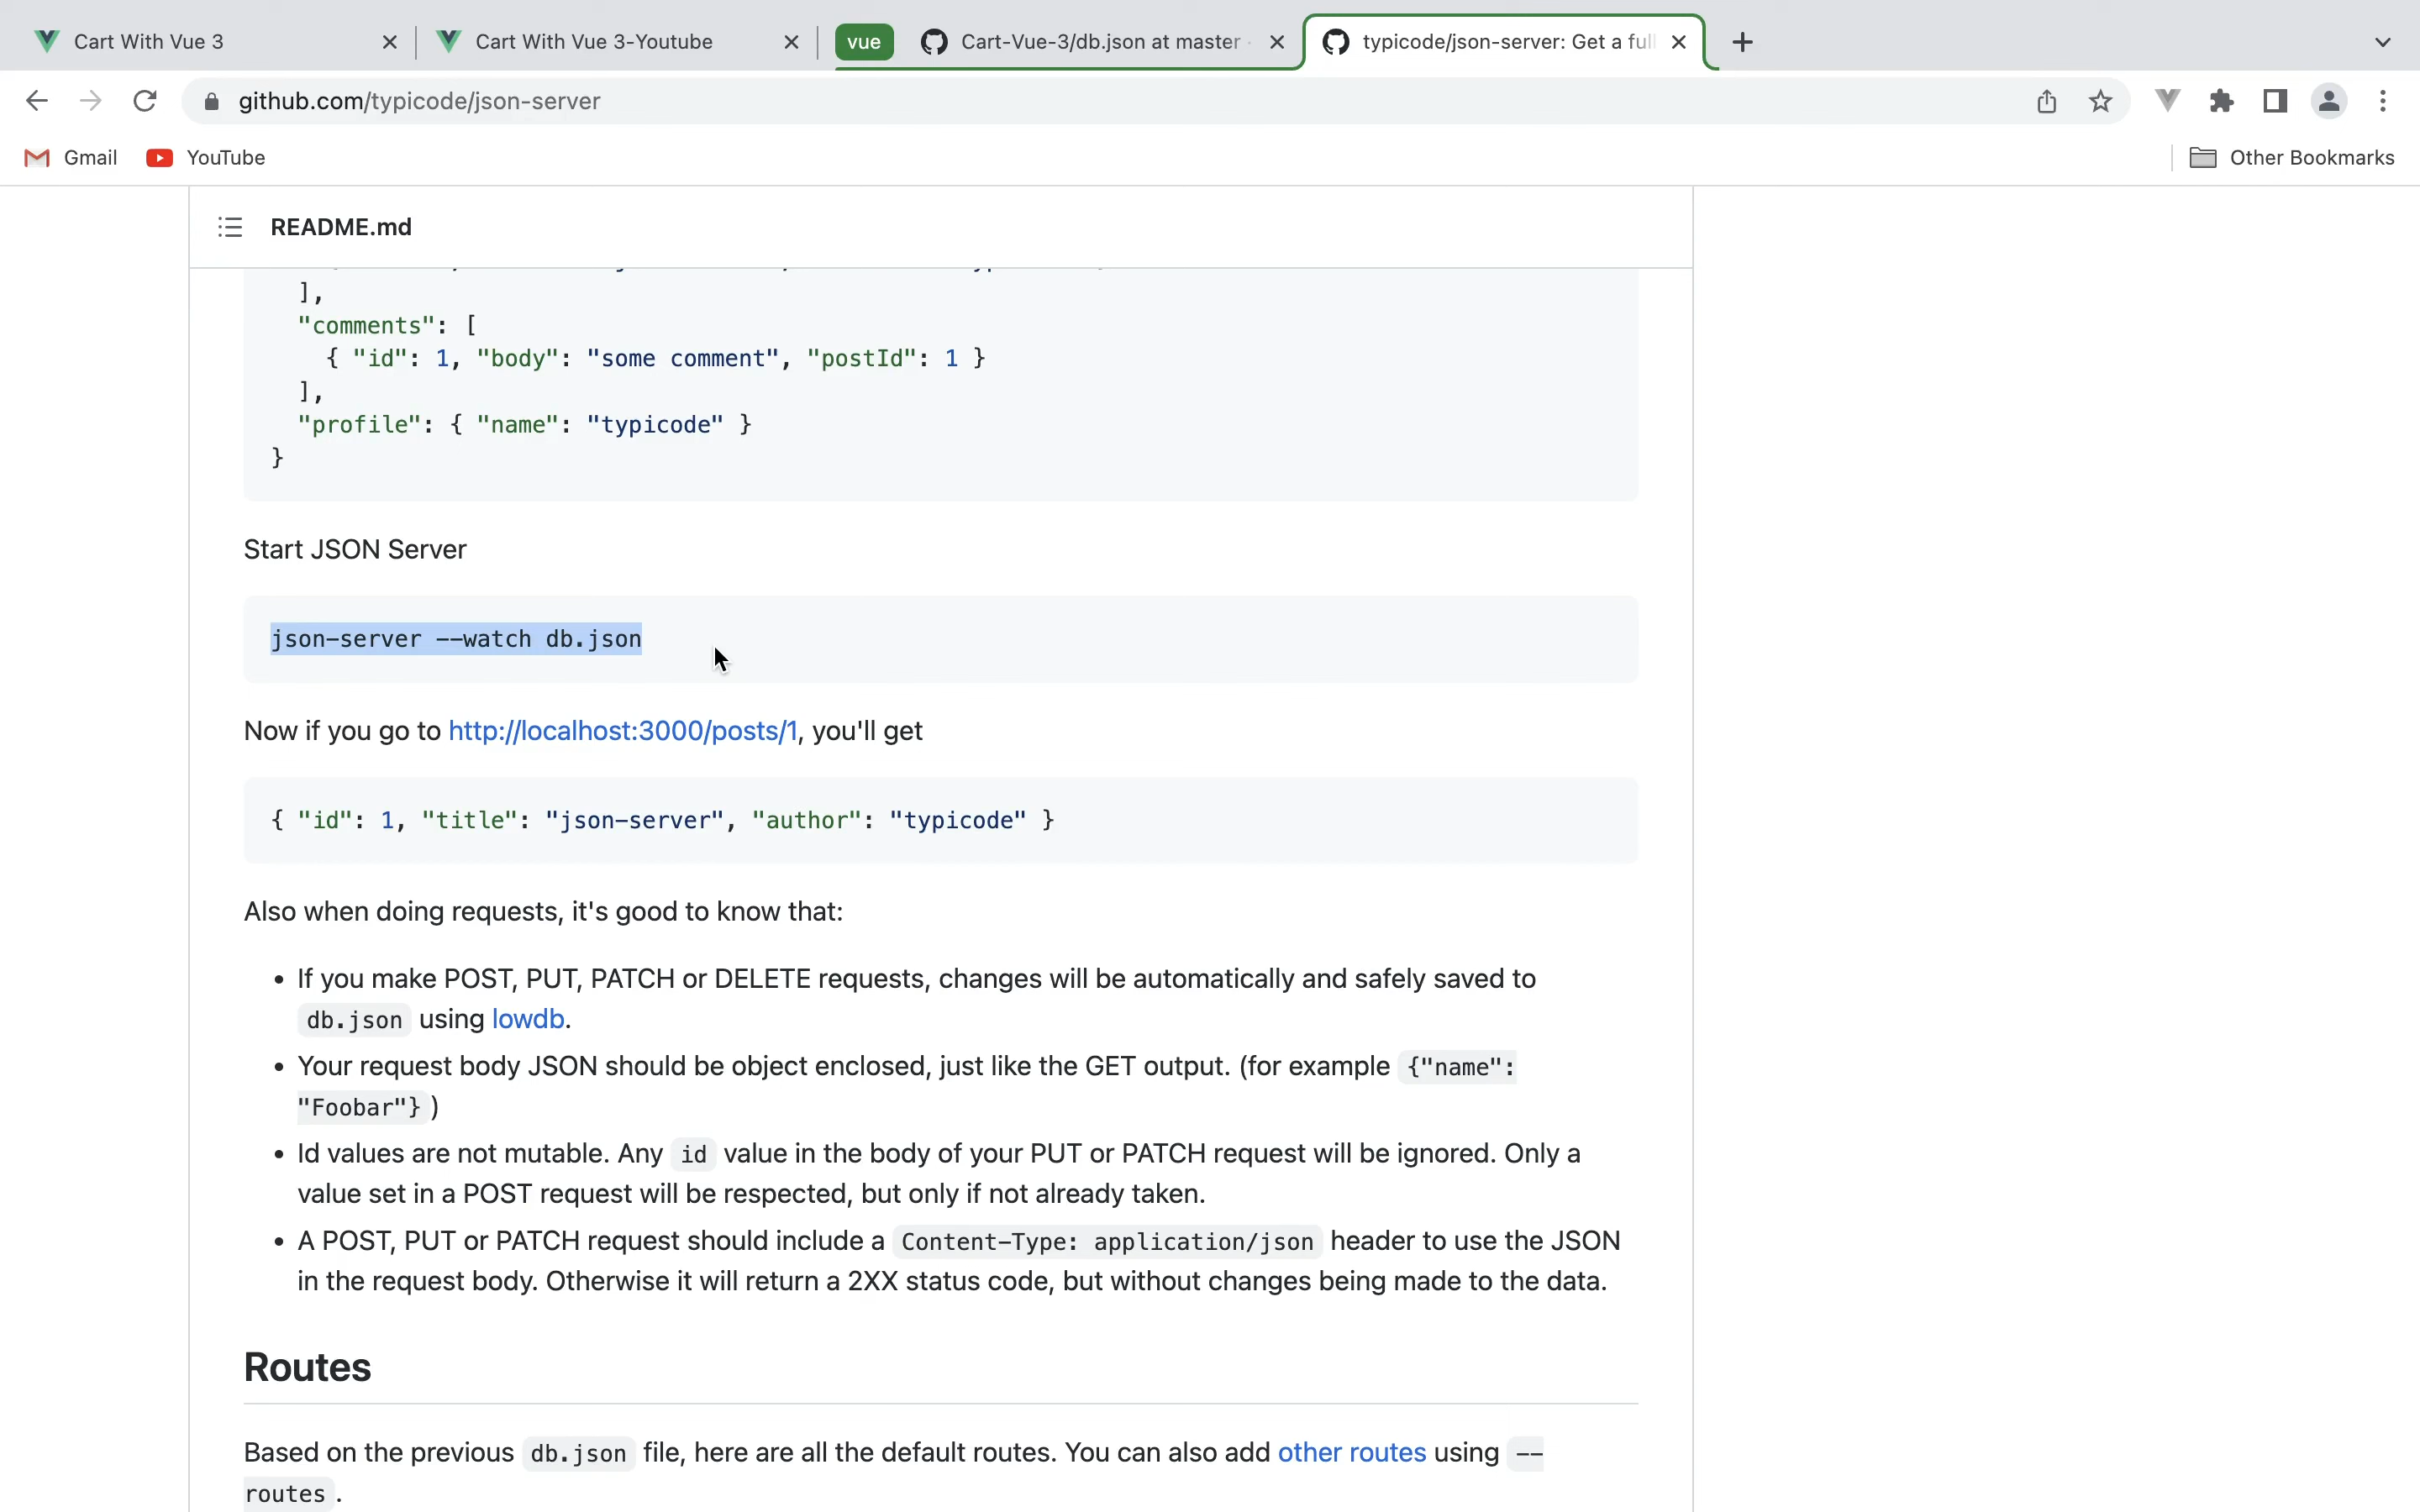 Cart With Vue 3
Cart With Vue 3-Youtube
vue
Cart-Vue-3/db.json at master
typicode/json-server: Get a full
github.com/typicode/json-server
Gmail
YouTube
Other Bookmarks
README.md
],
"comments": [
{ "id": 1, "body": "some comment", "postId": 1 }
],
"profile": { "name": "typicode" }
}
Start JSON Server
json-server --watch db.json
Now if you go to http://localhost:3000/posts/1, you'll get
{ "id": 1, "title": "json-server", "author": "typicode" }
Also when doing requests, it's good to know that:
• If you make POST, PUT, PATCH or DELETE requests, changes will be automatically and safely saved to
db.json using lowdb.
• Your request body JSON should be object enclosed, just like the GET output. (for example {"name":
"Foobar"} )
• Id values are not mutable. Any id value in the body of your PUT or PATCH request will be ignored. Only a
value set in a POST request will be respected, but only if not already taken.
• A POST, PUT or PATCH request should include a Content-Type: application/json header to use the JSON
in the request body. Otherwise it will return a 2XX status code, but without changes being made to the data.
Routes
Based on the previous db.json file, here are all the default routes. You can also add other routes using --
routes .